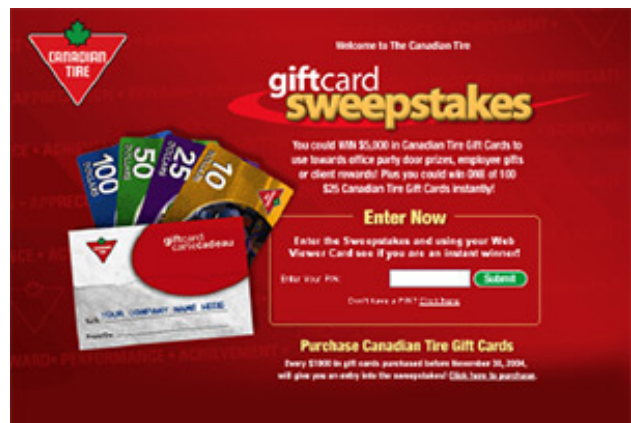 CANADIAN
TIRE
Welcome to The Canadian Tire
giftcard
sweepstakes
You could WIN $5,000 in Canadian Tire Gift Cards to
use towards office party door prizes, employee gifts
or client rewards! Plus you could win ONE of 100
$25 Canadian Tire Gift Cards instantly!
100 DOLLARS
50 DOLLARS
25 DOLLARS
10 DOLLARS
giftcard
cartecadeau
YOUR COMPANY NAME HERE
Enter Now
Enter the Sweepstakes and using your Web
Viewer Card see if you are an instant winner!
Enter Your PIN:
Submit
Don't have a PIN? Click here.
Purchase Canadian Tire Gift Cards
Every $1000 in gift cards purchased before November 30, 2004,
will give you an entry into the sweepstakes! Click here to purchase.